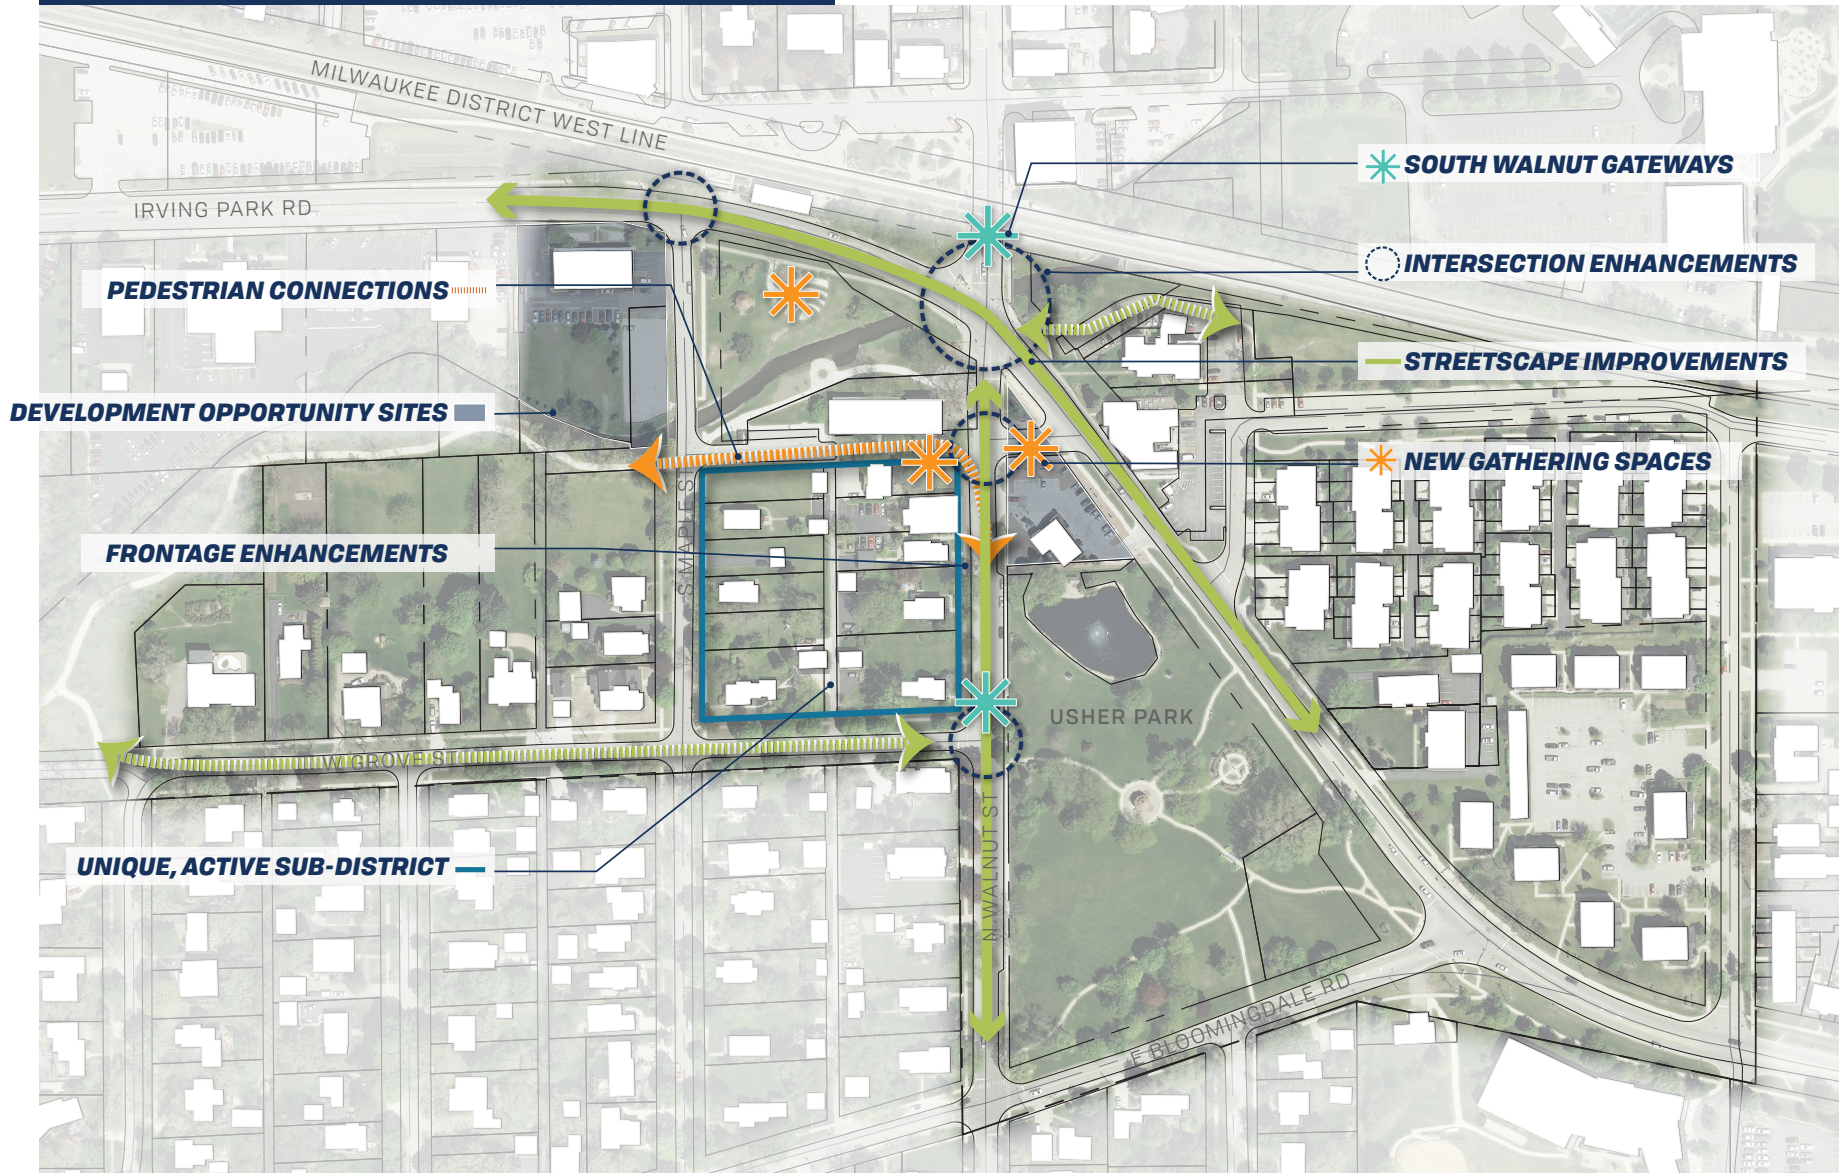 MILWAUKEE DISTRICT WEST LINE
SOUTH WALNUT GATEWAYS
IRVING PARK RD
INTERSECTION ENHANCEMENTS
PEDESTRIAN CONNECTIONS
STREETSCAPE IMPROVEMENTS
DEVELOPMENT OPPORTUNITY SITES
NEW GATHERING SPACES
S MAPLE S
FRONTAGE ENHANCEMENTS
USHER PARK
W GROVE ST
N WALNUT ST
UNIQUE, ACTIVE SUB-DISTRICT
E BLOOMINGDALE RD